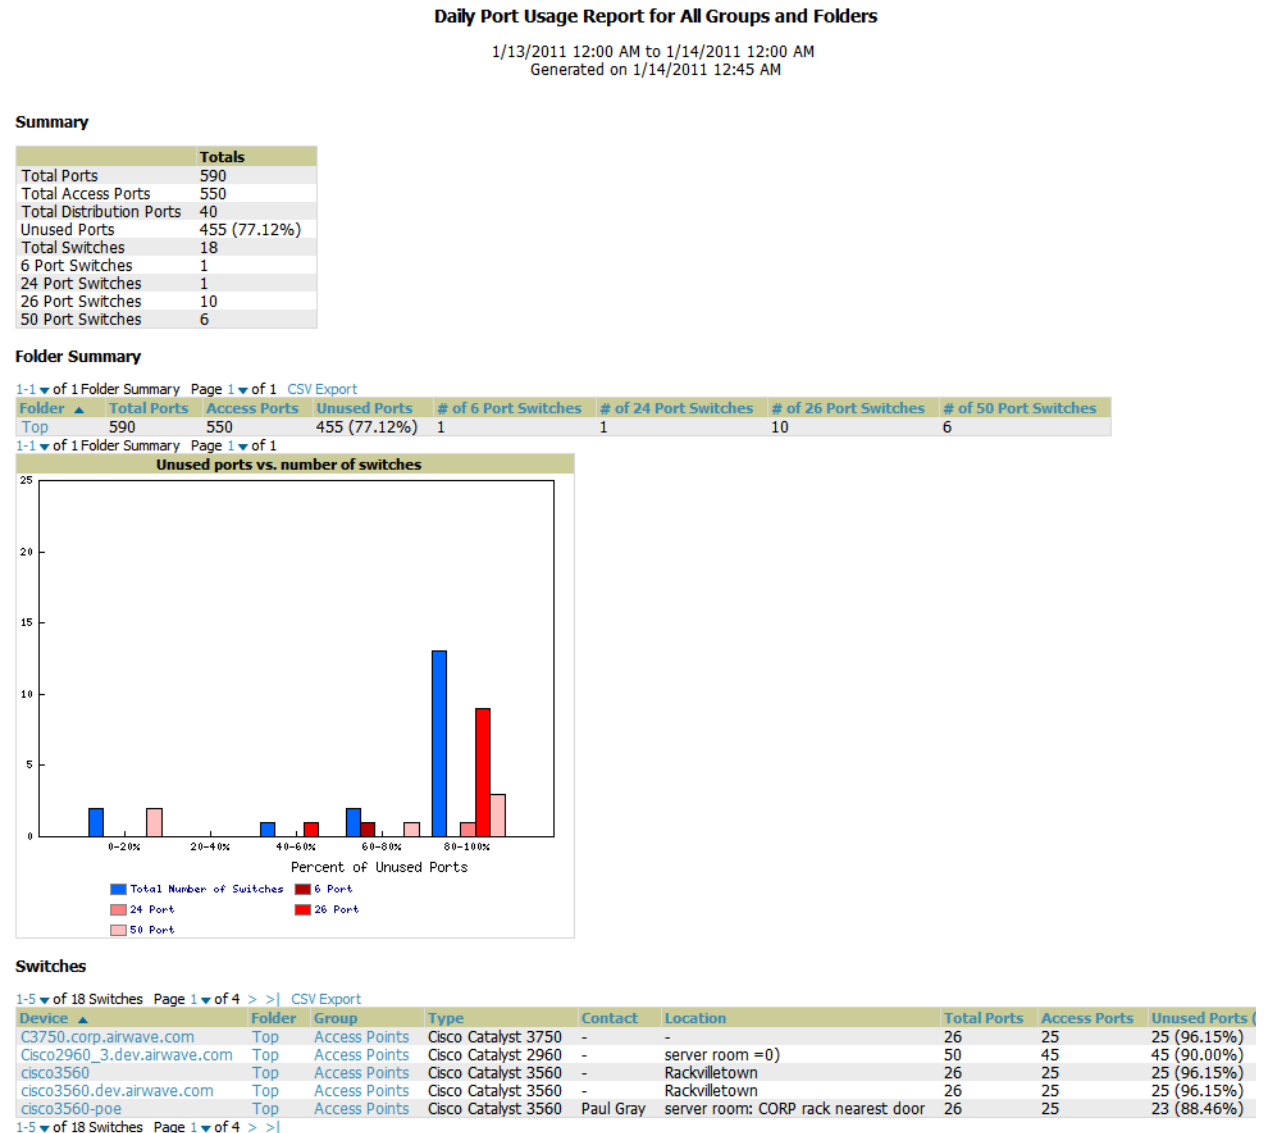 Daily Port Usage Report for All Groups and Folders
1/13/2011 12:00 AM to 1/14/2011 12:00 AM
Generated on 1/14/2011 12:45 AM
Summary
Totals
Total Ports 590
Total Access Ports 550
Total Distribution Ports 40
Unused Ports 455 (77.12%)
Total Switches 18
6 Port Switches 1
24 Port Switches 1
26 Port Switches 10
50 Port Switches 6
Folder Summary
1-1 ▼ of 1 Folder Summary Page 1 ▼ of 1 CSV Export
Folder ▲ Total Ports Access Ports Unused Ports # of 6 Port Switches # of 24 Port Switches # of 26 Port Switches # of 50 Port Switches
Top 590 550 455 (77.12%) 1 1 10 6
1-1 ▼ of 1 Folder Summary Page 1 ▼ of 1
Unused ports vs. number of switches
25
20
15
10
5
0
0-20% 20-40% 40-60% 60-80% 80-100%
Percent of Unused Ports
Total Number of Switches 6 Port
24 Port 26 Port
50 Port
Switches
1-5 ▼ of 18 Switches Page 1 ▼ of 4 > >| CSV Export
Device ▲ Folder Group Type Contact Location Total Ports Access Ports Unused Ports (
C3750.corp.airwave.com Top Access Points Cisco Catalyst 3750 - - 26 25 25 (96.15%)
Cisco2960_3.dev.airwave.com Top Access Points Cisco Catalyst 2960 - server room =0) 50 45 45 (90.00%)
cisco3560 Top Access Points Cisco Catalyst 3560 - Rackvilletown 26 25 25 (96.15%)
cisco3560.dev.airwave.com Top Access Points Cisco Catalyst 3560 - Rackvilletown 26 25 25 (96.15%)
cisco3560-poe Top Access Points Cisco Catalyst 3560 Paul Gray server room: CORP rack nearest door 26 25 23 (88.46%)
1-5 ▼ of 18 Switches Page 1 ▼ of 4 > >|